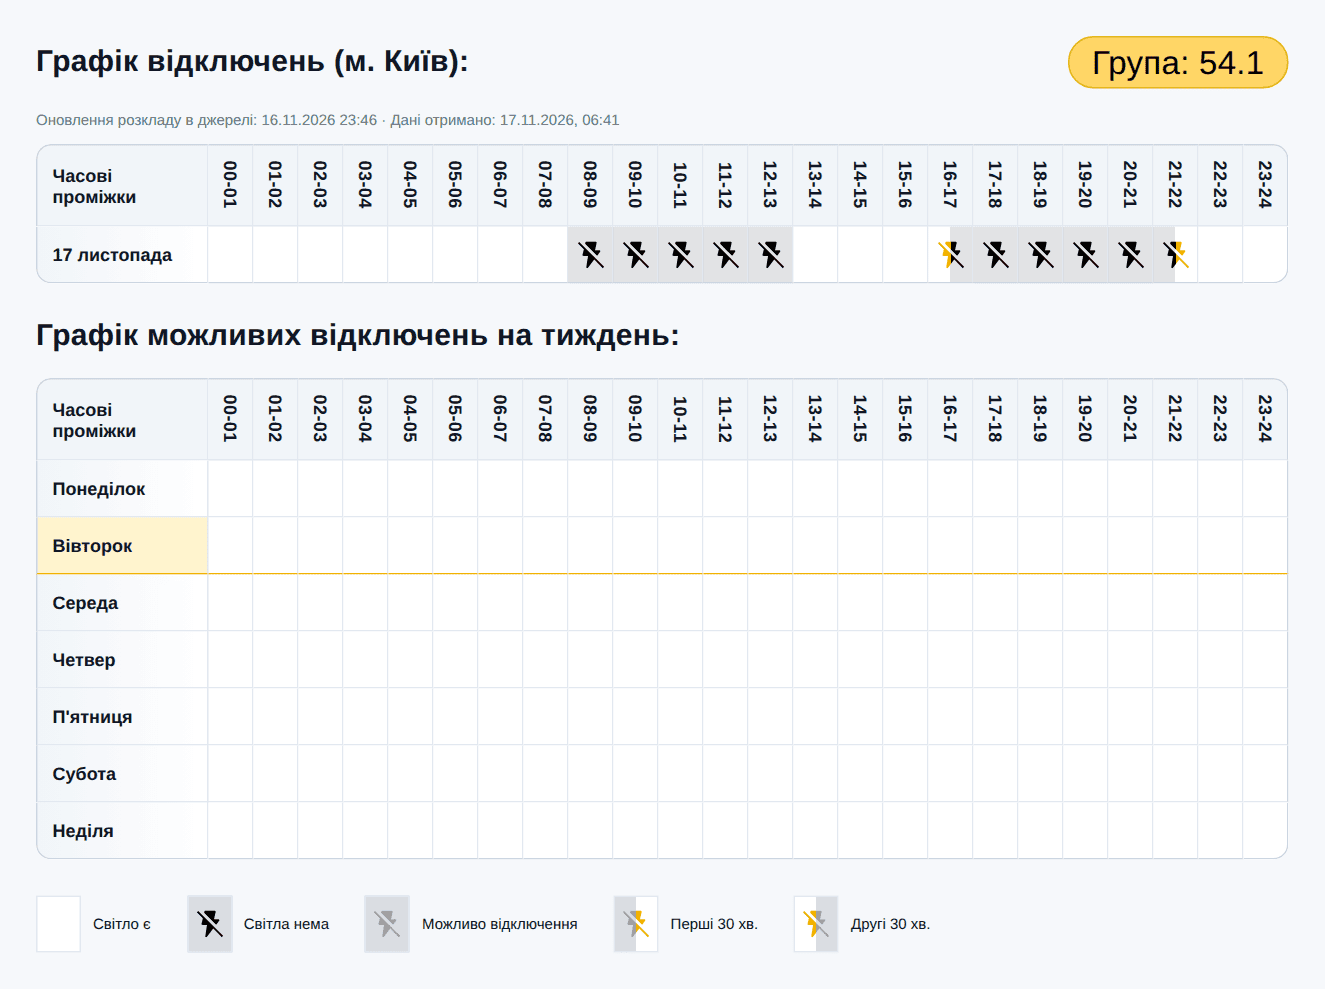 Графік відключень (м. Київ):
Група: 54.1
Оновлення розкладу в джерелі: 16.11.2026 23:46 · Дані отримано: 17.11.2026, 06:41
Часові проміжки 00-01 01-02 02-03 03-04 04-05 05-06 06-07 07-08 08-09 09-10 10-11 11-12 12-13 13-14 14-15 15-16 16-17 17-18 18-19 19-20 20-21 21-22 22-23 23-24
17 листопада
Графік можливих відключень на тиждень:
Часові проміжки 00-01 01-02 02-03 03-04 04-05 05-06 06-07 07-08 08-09 09-10 10-11 11-12 12-13 13-14 14-15 15-16 16-17 17-18 18-19 19-20 20-21 21-22 22-23 23-24
Понеділок
Вівторок
Середа
Четвер
П'ятниця
Субота
Неділя
Світло є Світла нема Можливо відключення Перші 30 хв. Другі 30 хв.